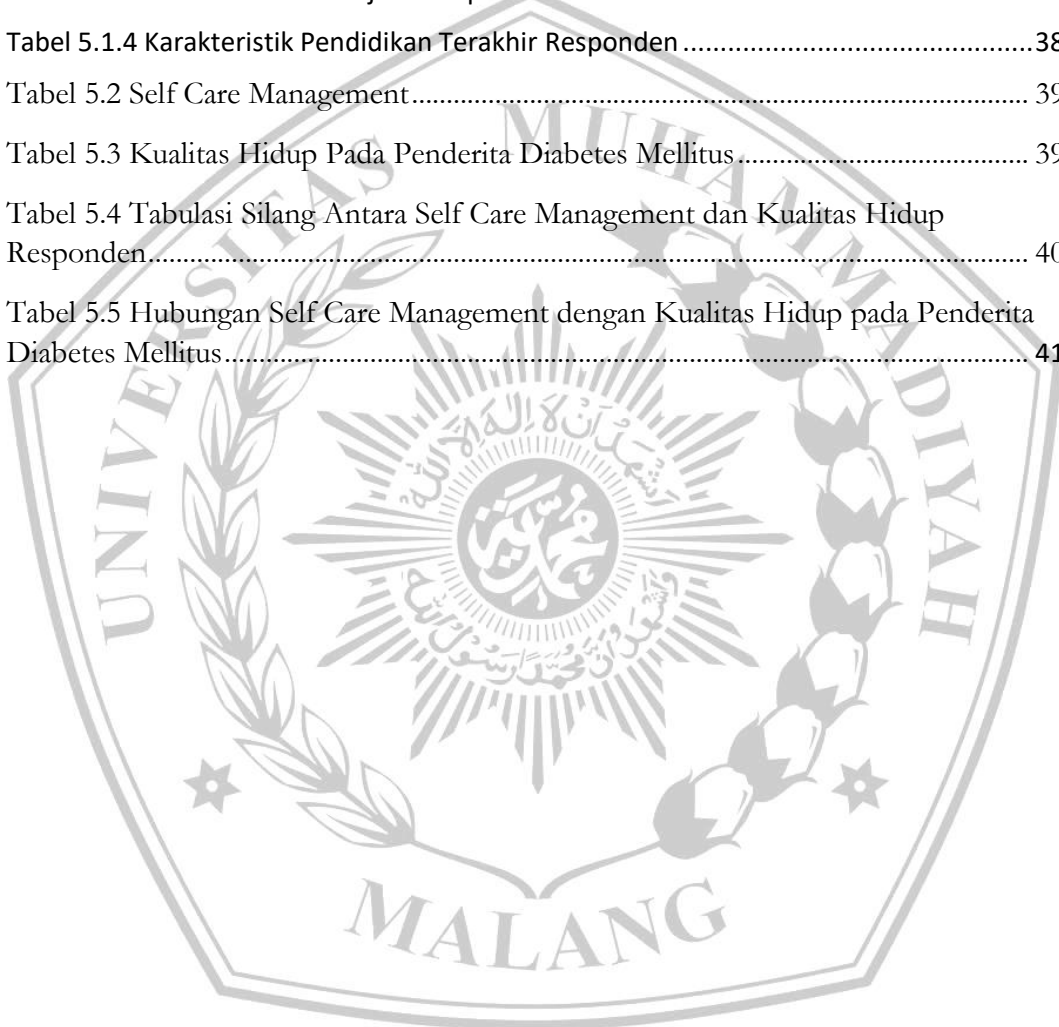 Tabel 5.1.4 Karakteristik Pendidikan Terakhir Responden.......................................38
Tabel 5.2 Self Care Management................................................................................... 39
Tabel 5.3 Kualitas Hidup Pada Penderita Diabetes Mellitus....................................... 39
Tabel 5.4 Tabulasi Silang Antara Self Care Management dan Kualitas Hidup
Responden....................................................................................................................... 40
Tabel 5.5 Hubungan Self Care Management dengan Kualitas Hidup pada Penderita
Diabetes Mellitus............................................................................................................. 41
UNIVERSITAS MUHAMMADIYAH
MALANG